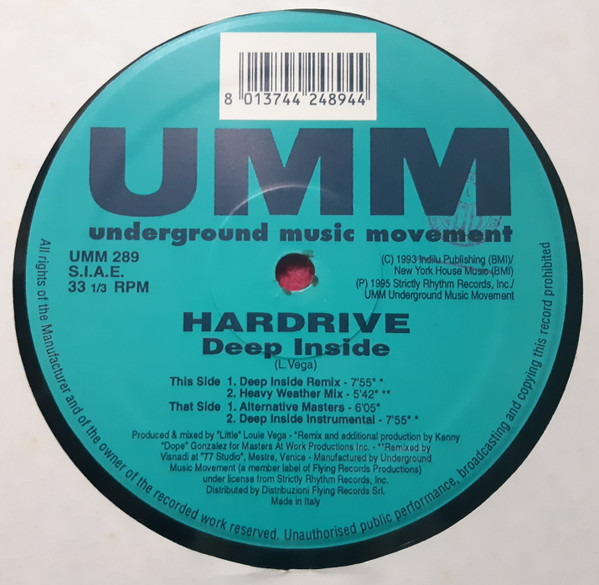 8 013744 248944
UMM
underground music movement
UMM 289
S.I.A.E.
33 1/3 RPM
(C) 1993 Indilu Publishing (BMI)/
New York House Music (BMI)
(P) 1995 Strictly Rhythm Records, Inc./
UMM Underground Music Movement
HARDRIVE
Deep Inside
(L.Vega)
This Side 1. Deep Inside Remix - 7'55" *
2. Heavy Weather Mix - 5'42" **
That Side 1. Alternative Masters - 6'05"
2. Deep Inside Instrumental - 7'55" *
Produced & mixed by "Little" Louie Vega - *Remix and additional production by Kenny
"Dope" Gonzalez for Masters At Work Productions Inc. - **Remixed by
Visnadi at "77 Studio", Mestre, Venice - Manufactured by Underground
Music Movement (a member label of Flying Records Productions)
under license from Strictly Rhythm Records, Inc.
Distributed by Distribuzioni Flying Records Srl.
Made in Italy
All rights of the Manufacturer and of the owner of the recorded work reserved. Unauthorised public performance, broadcasting and copying this record prohibited